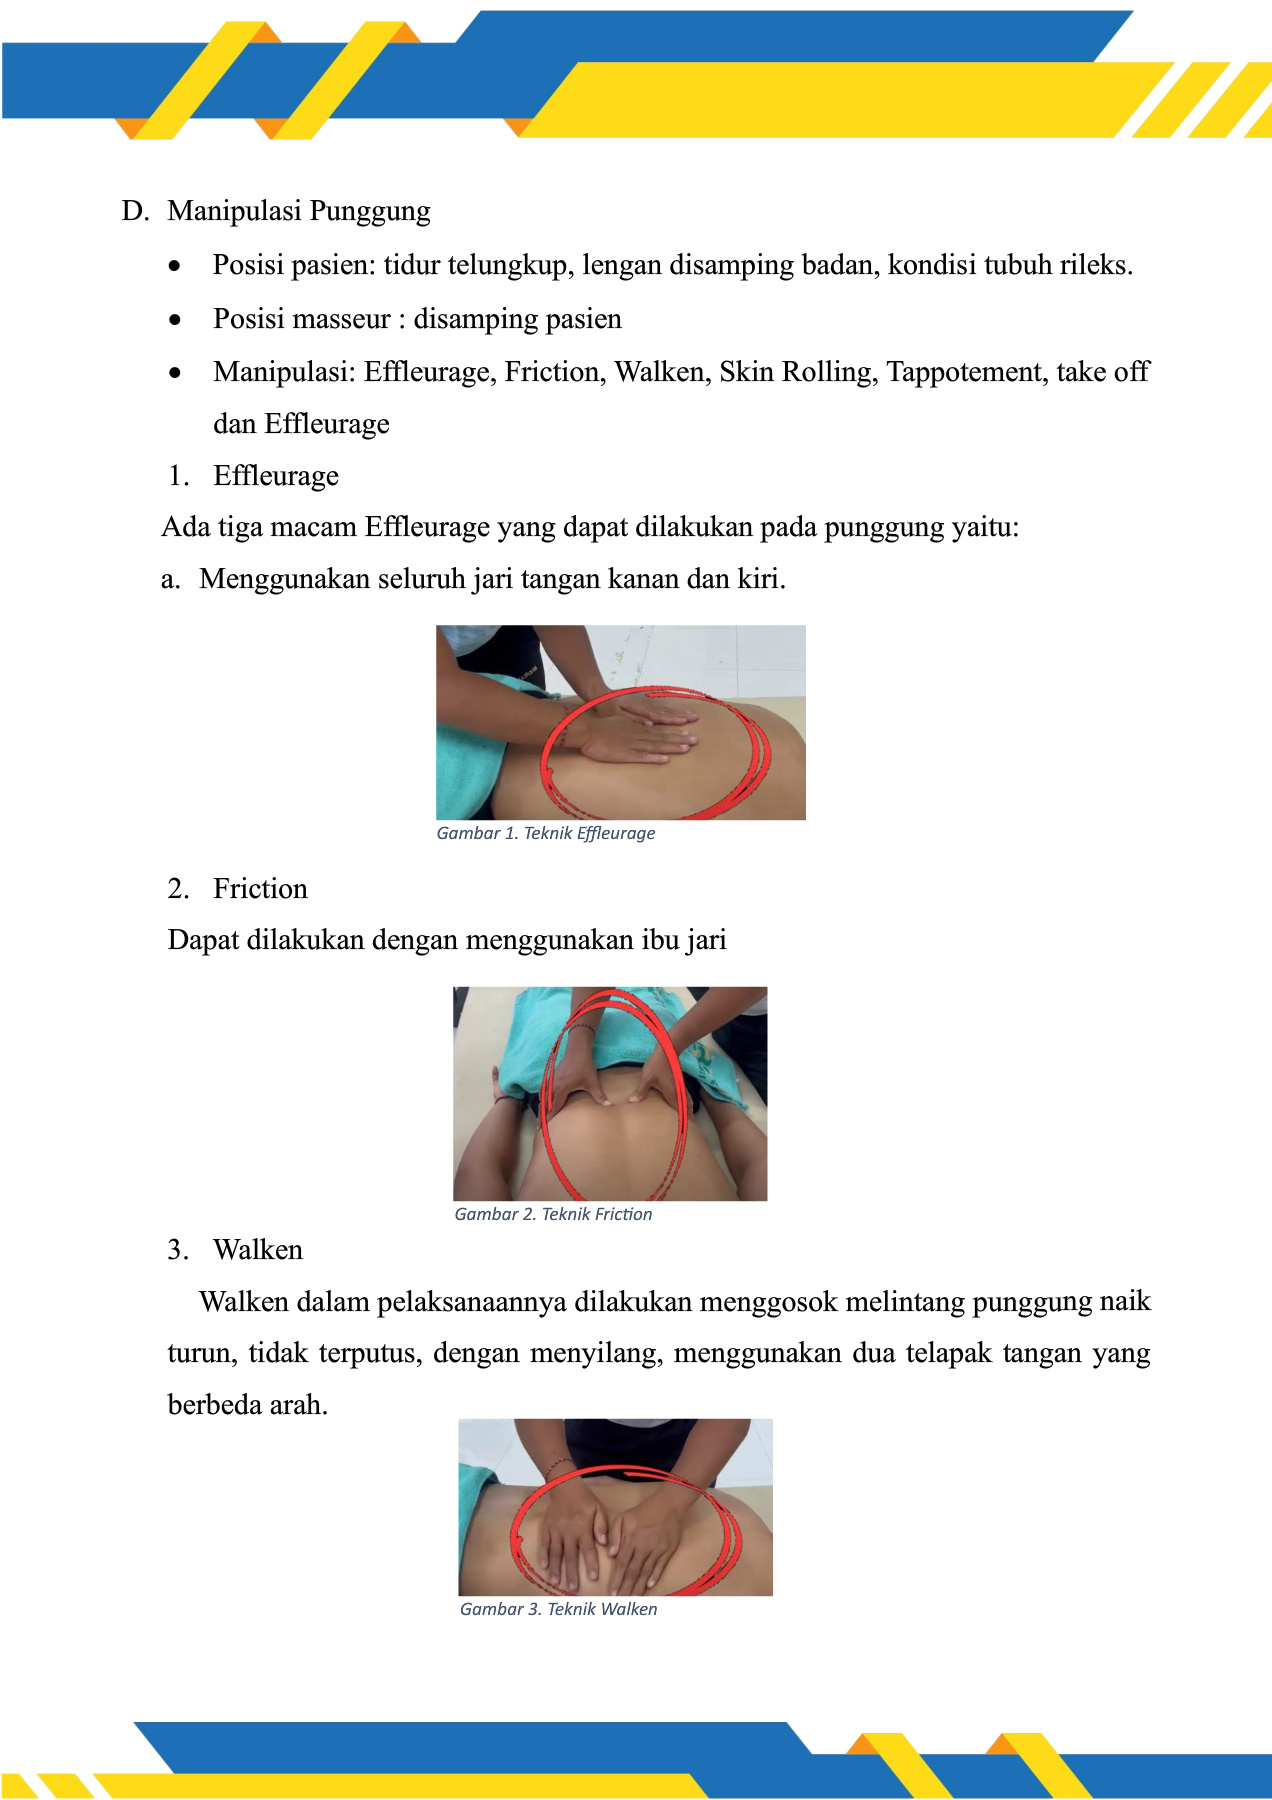 D. Manipulasi Punggung
• Posisi pasien: tidur telungkup, lengan disamping badan, kondisi tubuh rileks.
• Posisi masseur : disamping pasien
• Manipulasi: Effleurage, Friction, Walken, Skin Rolling, Tappotement, take off
dan Effleurage
1. Effleurage
Ada tiga macam Effleurage yang dapat dilakukan pada punggung yaitu:
a. Menggunakan seluruh jari tangan kanan dan kiri.
Gambar 1. Teknik Effleurage
2. Friction
Dapat dilakukan dengan menggunakan ibu jari
Gambar 2. Teknik Friction
3. Walken
Walken dalam pelaksanaannya dilakukan menggosok melintang punggung naik
turun, tidak terputus, dengan menyilang, menggunakan dua telapak tangan yang
berbeda arah.
Gambar 3. Teknik Walken